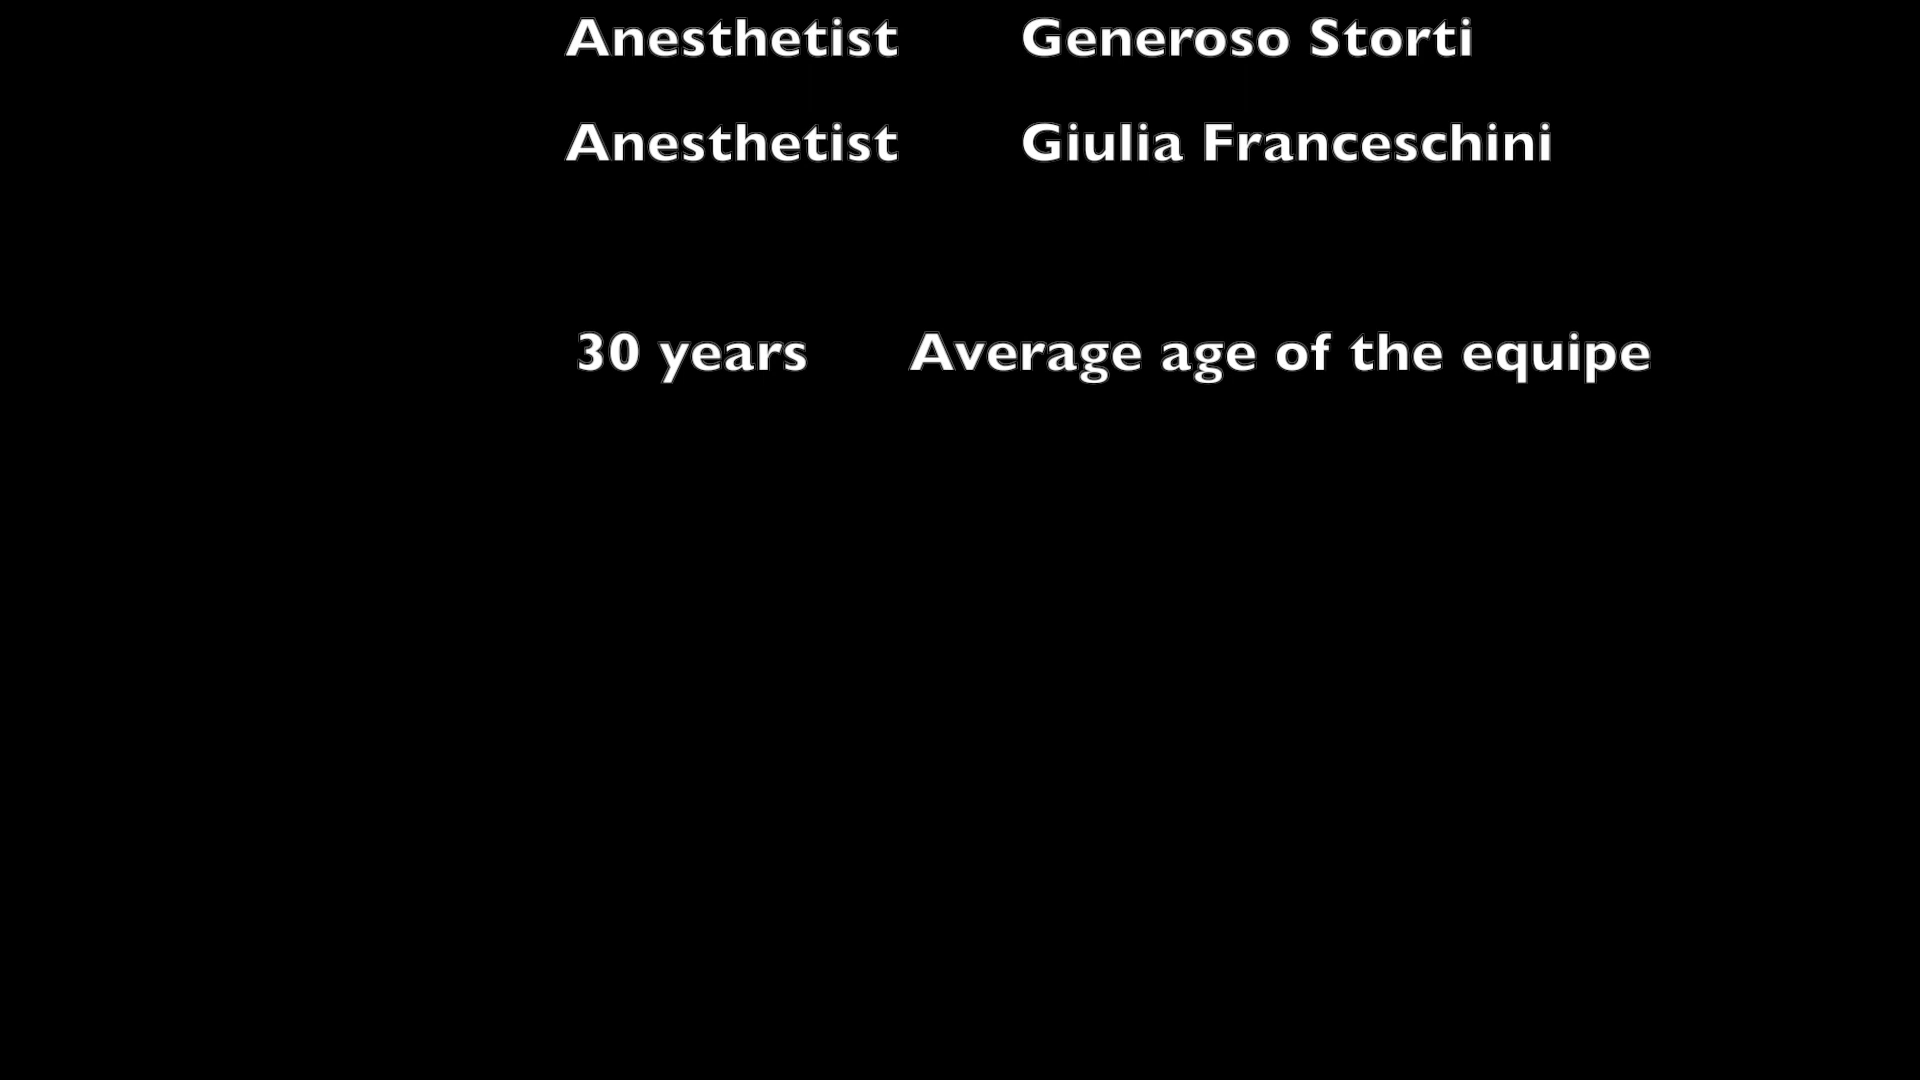 Anesthetist Generoso Storti
Anesthetist Giulia Franceschini
30 years Average age of the equipe